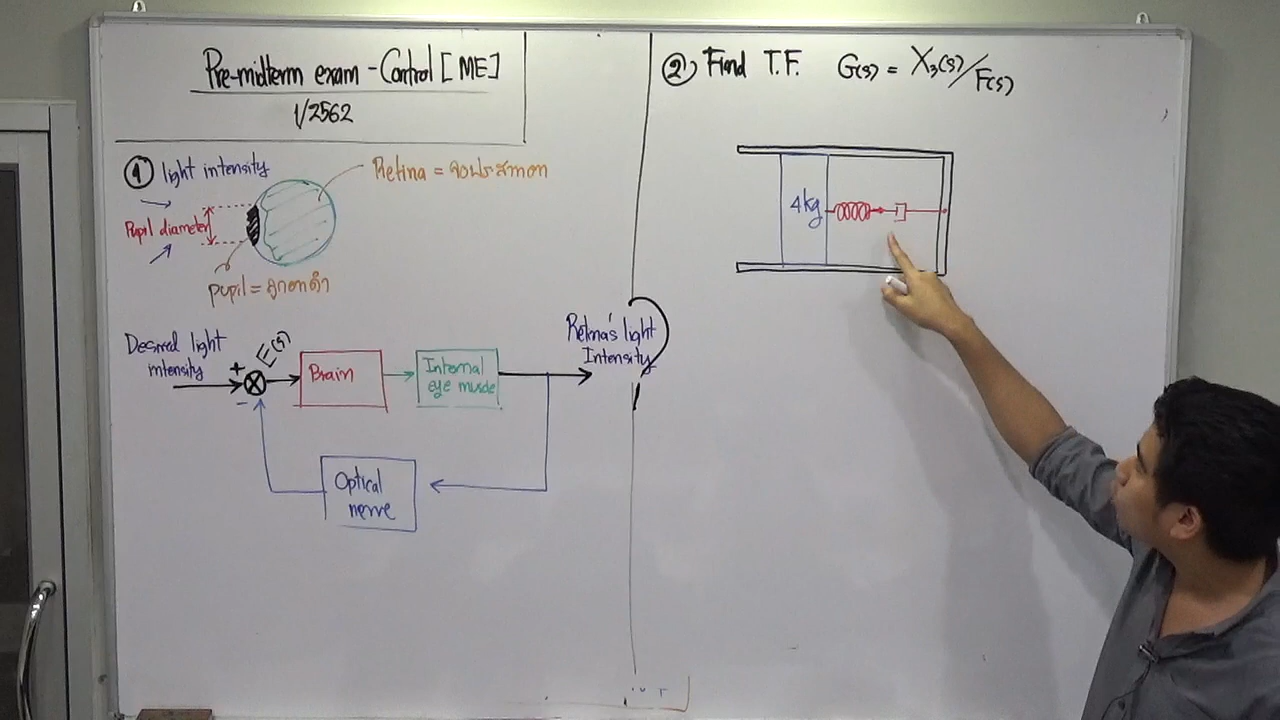 Pre-midterm exam - Control [ME]
1/2562
① light intensity
Retina = จอประสาทตา
Pupil diameter
pupil = ลูกตาดำ
Desired light
intensity
+
-
E(s)
Brain
Internal
eye muscle
Retina's light
Intensity
Optical
nerve
② Find T.F. G(s) = X₃(s)/F(s)
4kg